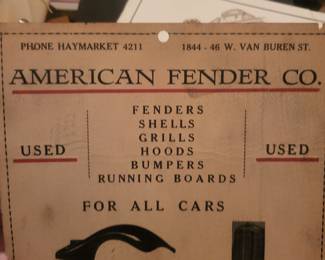 PHONE HAYMARKET 4211 1844 - 46 W. VAN BUREN ST.
AMERICAN FENDER CO.
FENDERS
SHELLS
GRILLS
USED HOODS USED
BUMPERS
RUNNING BOARDS
FOR ALL CARS